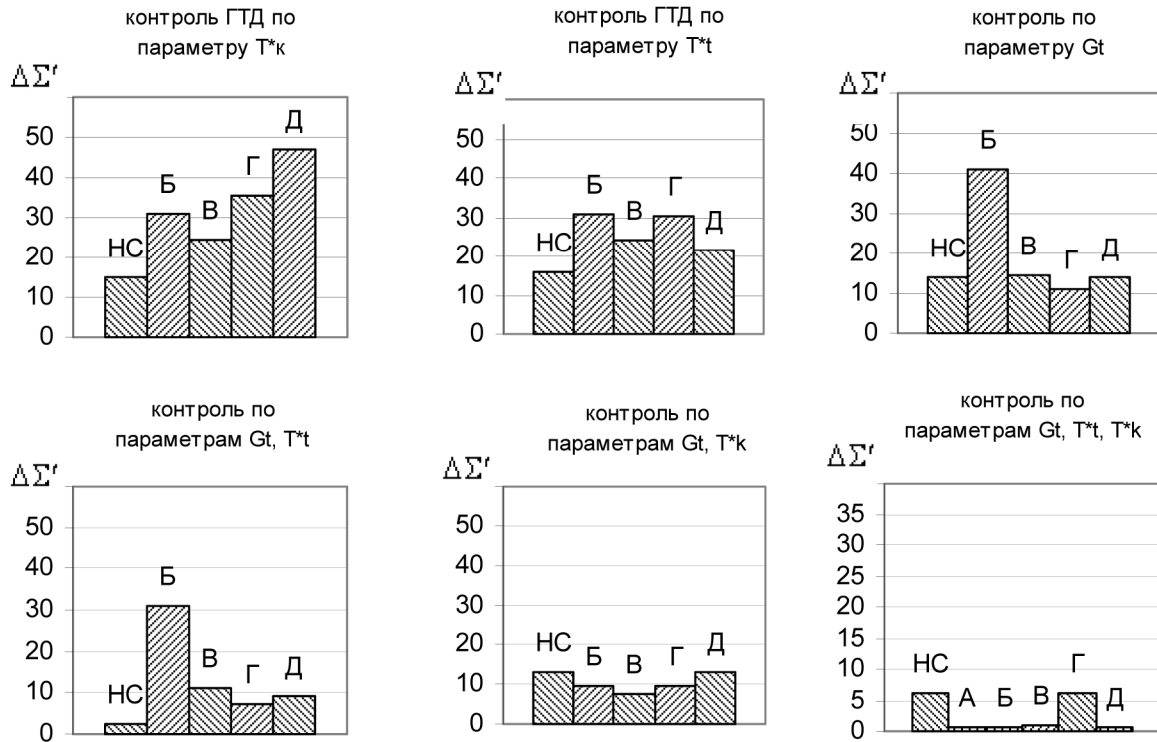 контроль ГТД по
параметру Т*к
ΔΣ'
50
40
30
20
10
0
НС
Б
В
Г
Д
контроль ГТД по
параметру T*t
ΔΣ'
50
40
30
20
10
0
НС
Б
В
Г
Д
контроль по
параметру Gt
ΔΣ'
50
40
30
20
10
0
НС
Б
В
Г
Д
контроль по
параметрам Gt, T*t
ΔΣ'
50
40
30
20
10
0
НС
Б
В
Г
Д
контроль по
параметрам Gt, T*k
ΔΣ'
50
40
30
20
10
0
НС
Б
В
Г
Д
контроль по
параметрам Gt, T*t, T*k
ΔΣ'
35
30
25
20
15
10
5
0
НС
А
Б
В
Г
Д